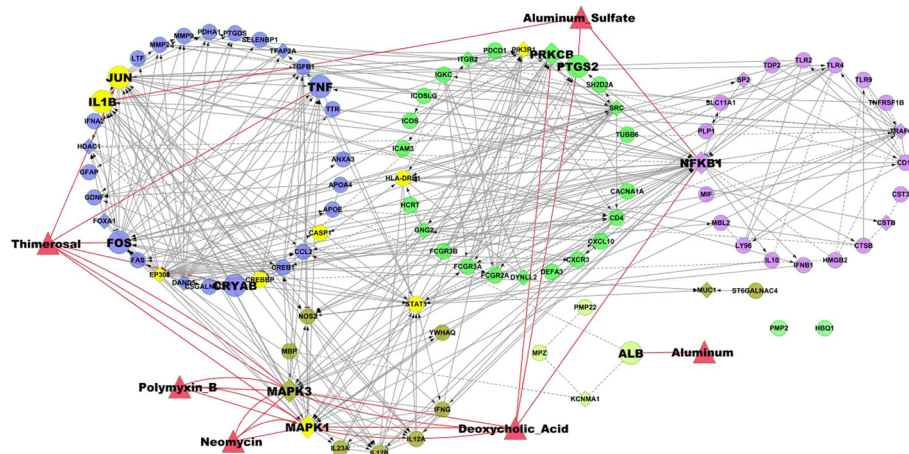 Aluminum_Sulfate
PDHA1
PTGDS
MMP9
SELENBP1
MMP2
TFAP2A
LTF
TGFB1
JUN
TNF
IL1B
TTR
IFNA2
HDAC1
GFAP
ANXA3
GDNF
APOA4
FOXA1
APOE
Thimerosal
FOS
CASP1
CCL2
FAS
CREB1
EP300
CREBBP
CRYAB
PDCD1
PIK3R1
PRKCB
ITGB2
PTGS2
IGKC
SH2D2A
ICOSLG
SRC
ICOS
TUBB6
ICAM3
HCRT
CACNA1A
GNG2
CD4
FCGR3B
CXCL10
CXCR3
FCGR3A
FCGR2A
DEFA3
DYNLL2
TLR2
TDP2
TLR4
SP2
TLR9
SLC11A1
TNFRSF1B
PLP1
NFKB1
MIF
CST3
MBL2
CSTB
LY96
CTSB
IL10
IFNB1
HMGB2
MUC1
ST6GALNAC4
STAT1
NOS2
YWHAQ
PMP22
PMP2
HBQ1
MBP
MPZ
ALB
Aluminum
Polymyxin_B
MAPK3
KCNMA1
IFNG
MAPK1
Deoxycholic_Acid
Neomycin
IL12A
IL23A
IL12B